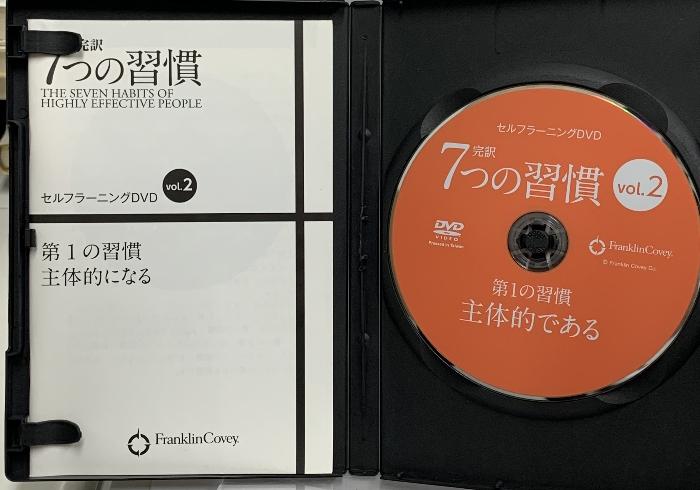 完訳
7つの習慣
THE SEVEN HABITS OF
HIGHLY EFFECTIVE PEOPLE
セルフラーニングDVD vol.2
第1の習慣
主体的になる
FranklinCovey.
セルフラーニングDVD
完訳
7つの習慣 vol.2
DVD
VIDEO
Printed in Taiwan
FranklinCovey.
© Franklin Covey Co.
第1の習慣
主体的である